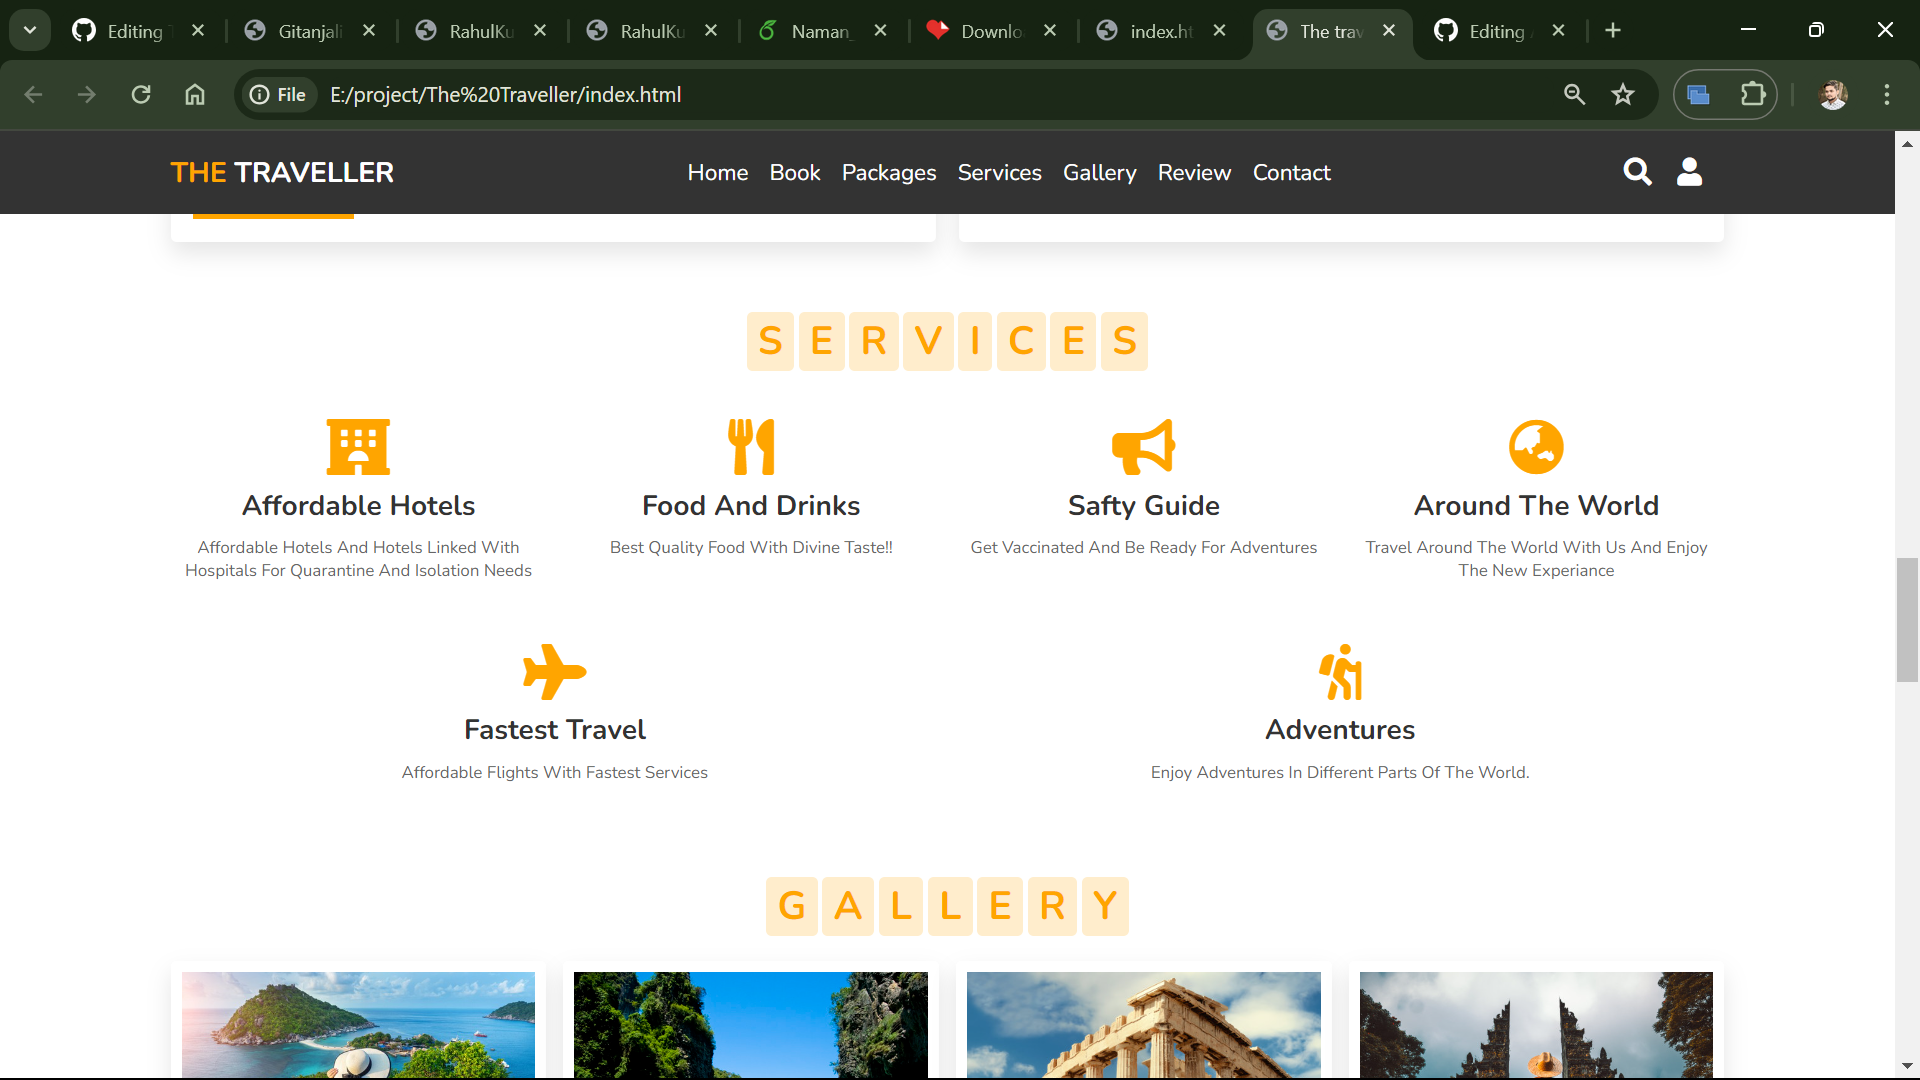 Editing
Gitanjali
RahulKu
RahulKu
Naman_
Downlo
index.ht
The trav
Editing
File
E:/project/The%20Traveller/index.html
THE TRAVELLER
Home Book Packages Services Gallery Review Contact
SERVICES
Affordable Hotels
Affordable Hotels And Hotels Linked With
Hospitals For Quarantine And Isolation Needs
Food And Drinks
Best Quality Food With Divine Taste!!
Safty Guide
Get Vaccinated And Be Ready For Adventures
Around The World
Travel Around The World With Us And Enjoy
The New Experiance
Fastest Travel
Affordable Flights With Fastest Services
Adventures
Enjoy Adventures In Different Parts Of The World.
GALLERY